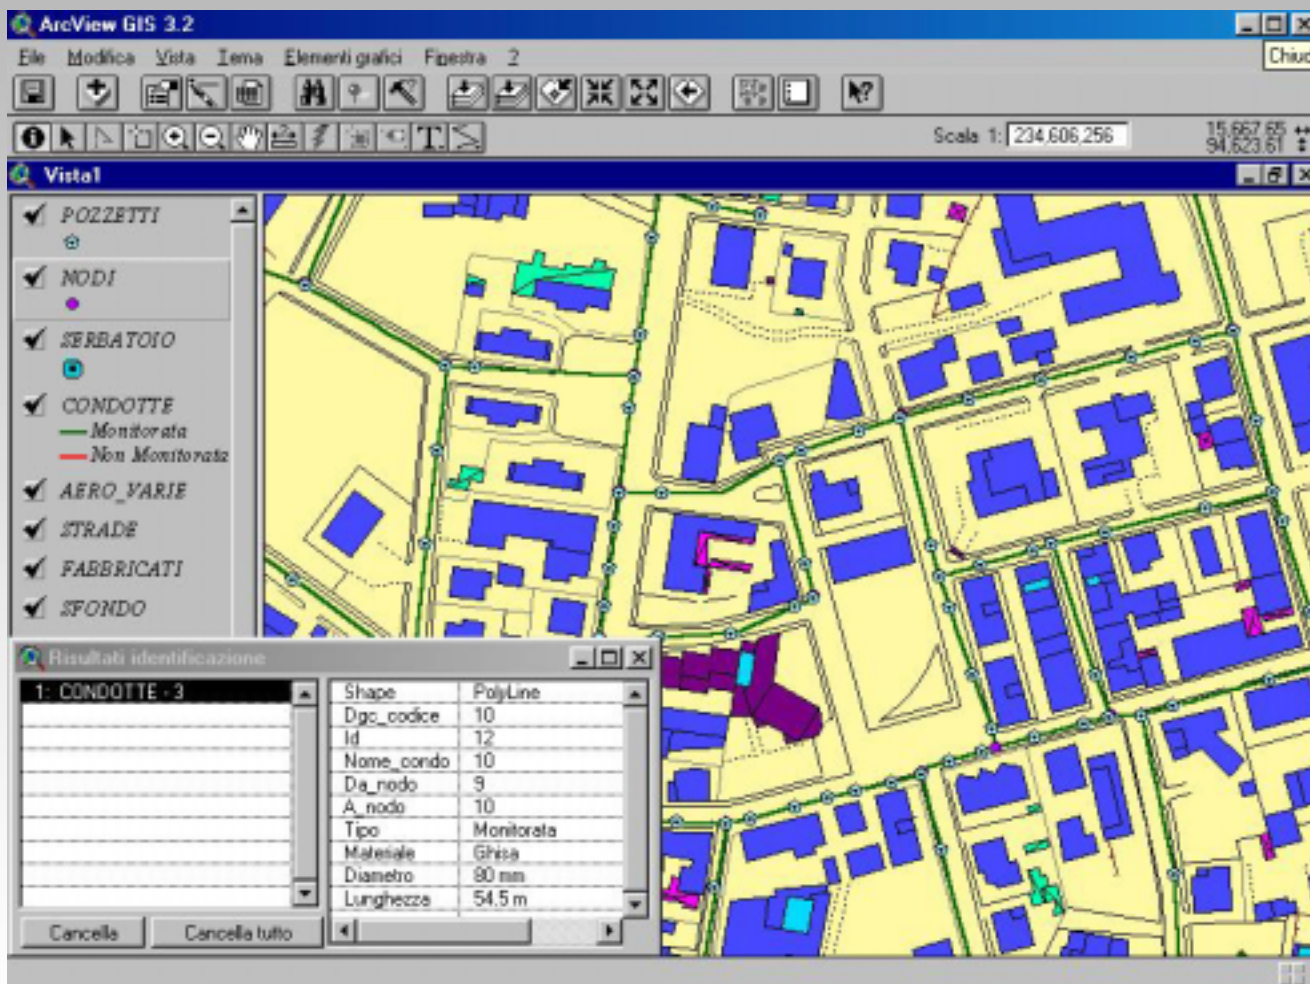 ArcView GIS 3.2
File Modifica Vista Tema Elementi grafici Finestra ?
Chiuc
Scala 1: 234,606,256
15,667.65
94,623.61
Vista1
POZZETTI
NODI
SERBATOIO
CONDOTTE
Monitorata
Non Monitorata
AERO_VARIE
STRADE
FABBRICATI
SFONDO
Risultati identificazione
1: CONDOTTE - 3
Shape PolyLine
Dgc_codice 10
Id 12
Nome_condo 10
Da_nodo 9
A_nodo 10
Tipo Monitorata
Materiale Ghisa
Diametro 80 mm
Lunghezza 54.5 m
Cancella Cancella tutto